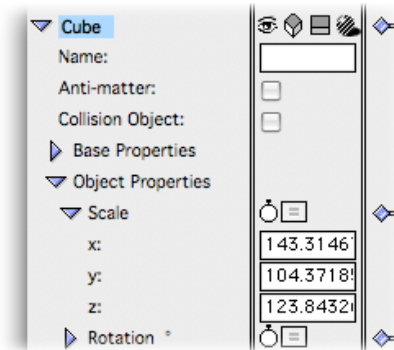 Cube
Name:
Anti-matter:
Collision Object:
Base Properties
Object Properties
Scale
x: 143.3146
y: 104.3718
z: 123.8432
Rotation °